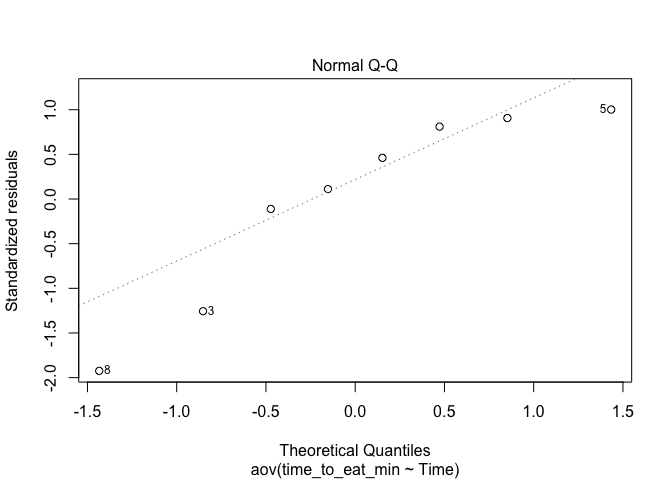 Normal Q-Q
Standardized residuals
1.0
0.5
0.0
-0.5
-1.0
-1.5
-2.0
5
3
8
-1.5 -1.0 -0.5 0.0 0.5 1.0 1.5
Theoretical Quantiles
aov(time_to_eat_min ~ Time)